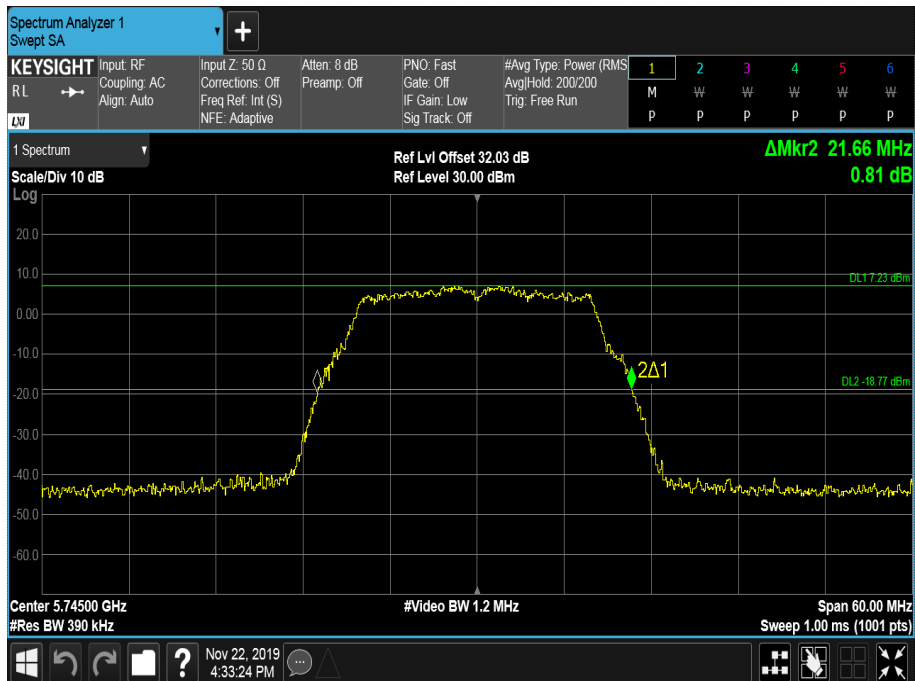 Spectrum Analyzer 1
Swept SA
▼
+
KEYSIGHT
RL
LXI
Input: RF
Coupling: AC
Align: Auto
Input Z: 50 Ω
Corrections: Off
Freq Ref: Int (S)
NFE: Adaptive
Atten: 8 dB
Preamp: Off
PNO: Fast
Gate: Off
IF Gain: Low
Sig Track: Off
#Avg Type: Power (RMS
Avg|Hold: 200/200
Trig: Free Run
1 2 3 4 5 6
M W W W W W
P P P P P P
1 Spectrum
▼
Scale/Div 10 dB
Ref Lvl Offset 32.03 dB
Ref Level 30.00 dBm
ΔMkr2 21.66 MHz
0.81 dB
Log
20.0
10.0
DL1 7.23 dBm
0.00
-10.0
2Δ1
DL2 -18.77 dBm
-20.0
-30.0
-40.0
-50.0
-60.0
Center 5.74500 GHz
#Video BW 1.2 MHz
Span 60.00 MHz
#Res BW 390 kHz
Sweep 1.00 ms (1001 pts)
?
Nov 22, 2019
4:33:24 PM